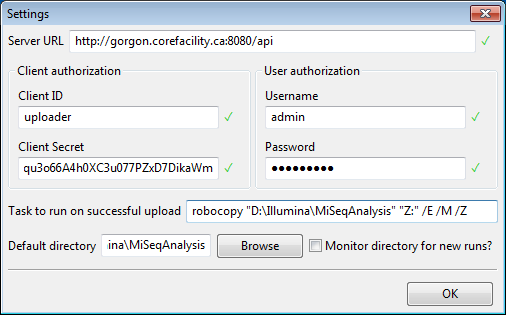 Settings
Server URL http://gorgon.corefacility.ca:8080/api ✓
Client authorization User authorization
Client ID Username
uploader ✓ admin ✓
Client Secret Password
qu3o66A4h0XC3u077PZxD7DikaWm ✓ ●●●●●●●●● ✓
Task to run on successful upload robocopy "D:\Illumina\MiSeqAnalysis" "Z:" /E /M /Z
Default directory ina\MiSeqAnalysis Browse Monitor directory for new runs?
OK